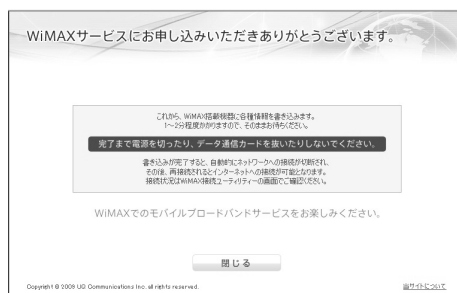 WiMAXサービスにお申し込みいただきありがとうございます。
これから、WiMAX搭載機器に各種情報を書き込みます。
1～2分程度かかりますので、そのままお待ちください。
完了まで電源を切ったり、データ通信カードを抜いたりしないでください。
書き込みが完了すると、自動的にネットワークへの接続が切断され、
その後、再接続されるとインターネットへの接続が可能となります。
接続状況はWiMAX接続ユーティリティーの画面でご確認ください。
WiMAXでのモバイルブロードバンドサービスをお楽しみください。
閉じる
Copyright © 2009 UQ Communications Inc. all rights reserved.
当サイトについて